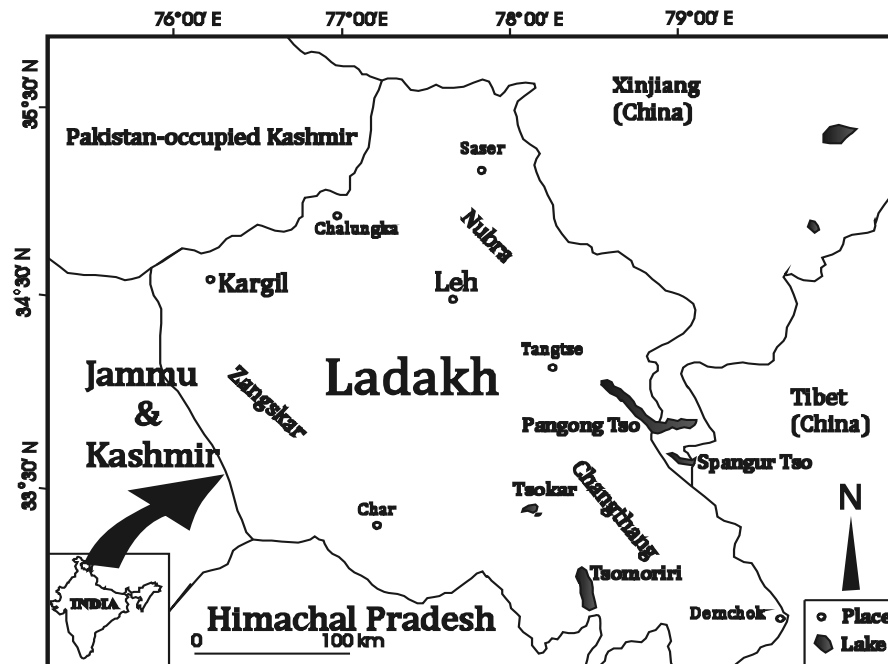 76°00' E
77°00'E
78°00' E
79°00' E
35°30' N
34°30' N
33°30' N
Xinjiang
(China)
Pakistan-occupied Kashmir
Saser
Chalungka
Nubra
Kargil
Leh
Tangtse
Jammu
&
Kashmir
Zangskar
Ladakh
Tibet
(China)
Pangong Tso
Spangur Tso
Changthang
Tsokar
Char
N
Tsomoriri
INDIA
Himachal Pradesh
Demchok
0
100 km
Place
Lake